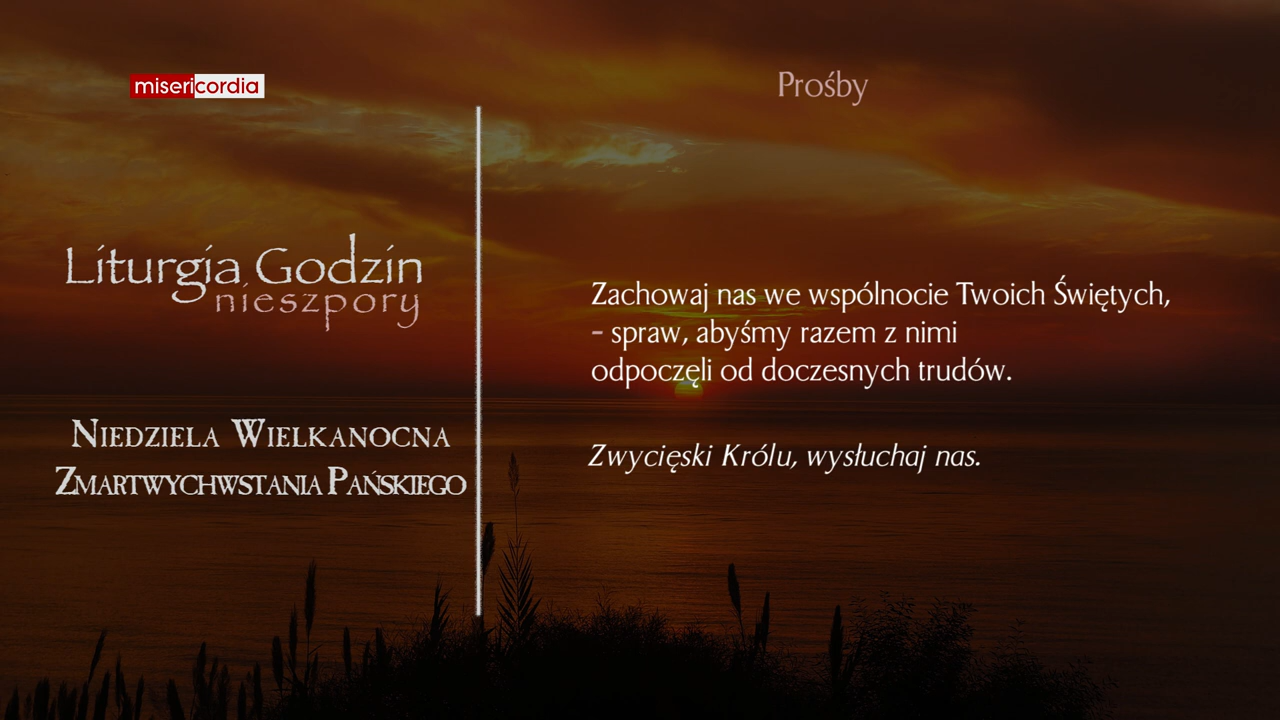 misericordia
Prośby
Liturgia Godzin
nieszpory
Niedziela Wielkanocna
Zmartwychwstania Pańskiego
Zachowaj nas we wspólnocie Twoich Świętych,
- spraw, abyśmy razem z nimi
odpoczęli od doczesnych trudów.
Zwycięski Królu, wysłuchaj nas.